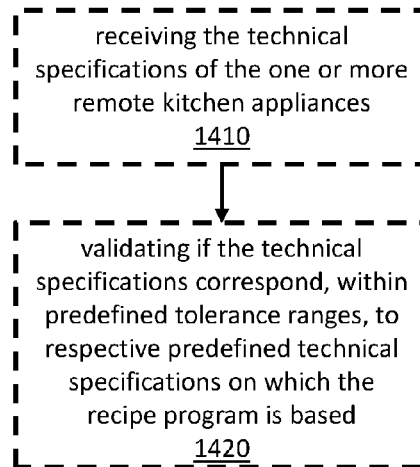 receiving the technical
specifications of the one or more
remote kitchen appliances
1410
validating if the technical
specifications correspond, within
predefined tolerance ranges, to
respective predefined technical
specifications on which the
recipe program is based
1420